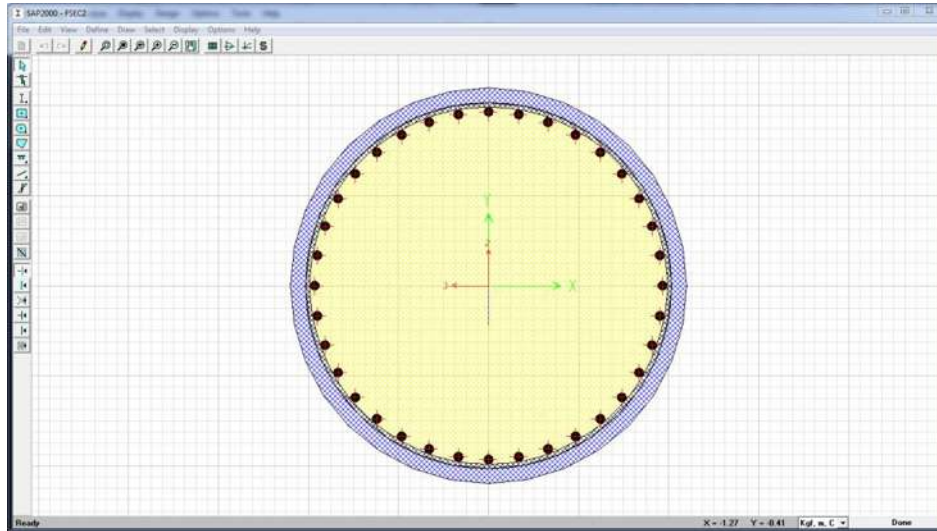 SAP2000 - FSEC2
File Edit View Define Draw Select Display Options Help
Y
2
3
X
Ready
X = -1.27 Y = -0.41
Kgf, m, C
Done